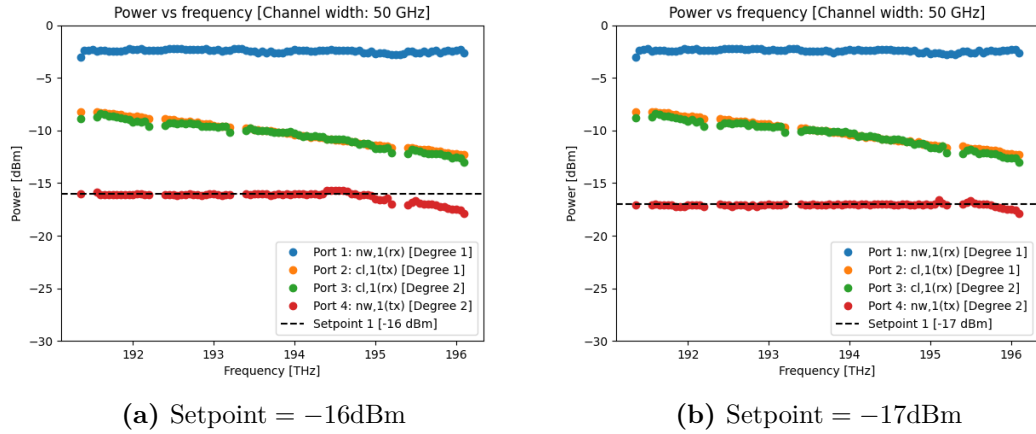 Power vs frequency [Channel width: 50 GHz]
0
−5
−10
−15
−20
−25
−30
Power [dBm]
192
193
194
195
196
Frequency [THz]
Port 1: nw,1(rx) [Degree 1]
Port 2: cl,1(tx) [Degree 1]
Port 3: cl,1(rx) [Degree 2]
Port 4: nw,1(tx) [Degree 2]
Setpoint 1 [-16 dBm]
(a) Setpoint = −16dBm
Power vs frequency [Channel width: 50 GHz]
0
−5
−10
−15
−20
−25
−30
Power [dBm]
192
193
194
195
196
Frequency [THz]
Port 1: nw,1(rx) [Degree 1]
Port 2: cl,1(tx) [Degree 1]
Port 3: cl,1(rx) [Degree 2]
Port 4: nw,1(tx) [Degree 2]
Setpoint 1 [-17 dBm]
(b) Setpoint = −17dBm